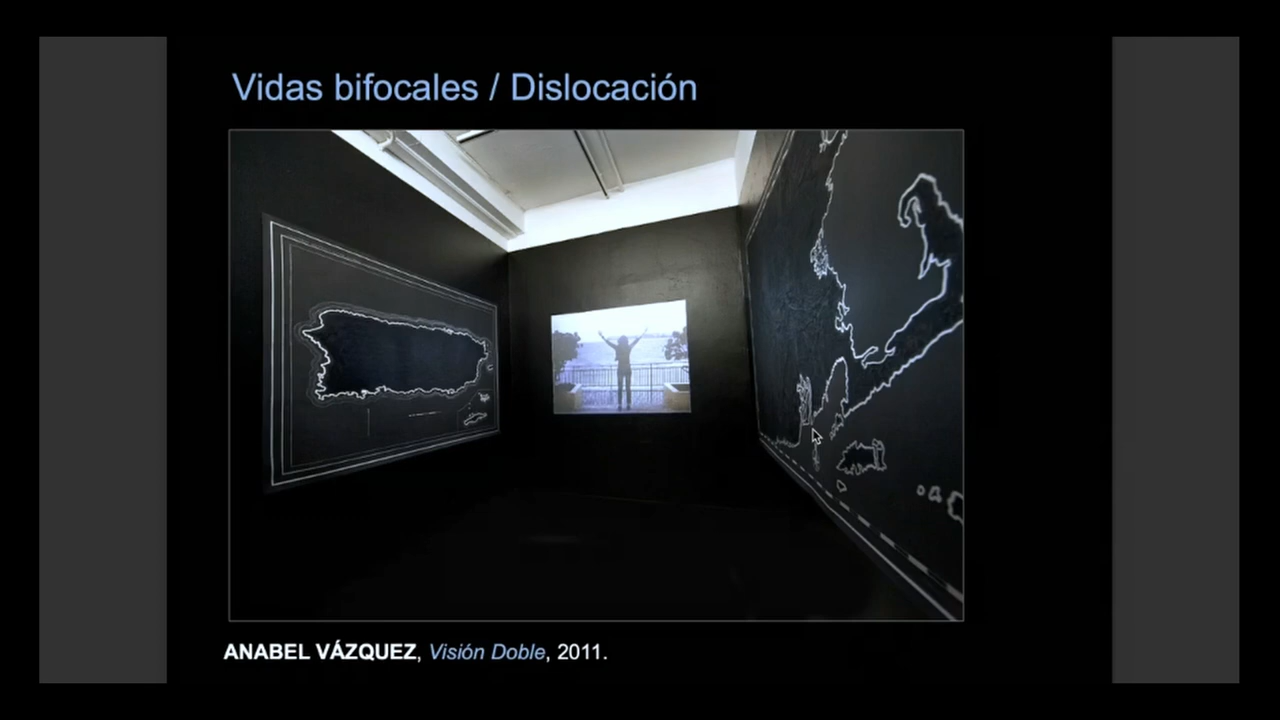 Vidas bifocales / Dislocación
ANABEL VÁZQUEZ, Visión Doble, 2011.